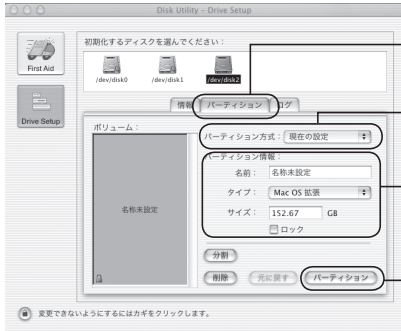 Disk Utility – Drive Setup
First Aid
Drive Setup
初期化するディスクを選んでください：
/dev/disk0
/dev/disk1
/dev/disk2
情報
パーティション
ログ
ボリューム：
名称未設定
パーティション方式：現在の設定
パーティション情報：
名前：名称未設定
タイプ：Mac OS 拡張
サイズ：152.67 GB
ロック
分割
削除
元に戻す
パーティション
変更できないようにするにはカギをクリックします。